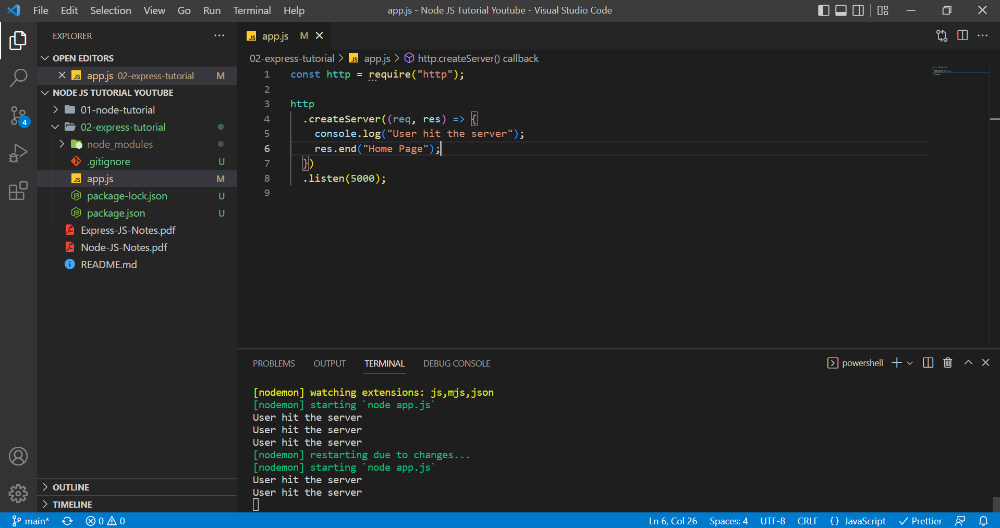 File Edit Selection View Go Run Terminal Help
app.js - Node JS Tutorial Youtube - Visual Studio Code
EXPLORER
OPEN EDITORS
app.js 02-express-tutorial M
NODE JS TUTORIAL YOUTUBE
01-node-tutorial
02-express-tutorial
node_modules
.gitignore U
app.js M
package-lock.json U
package.json U
Express-JS-Notes.pdf
Node-JS-Notes.pdf
README.md
4
OUTLINE
TIMELINE
JS app.js M
02-express-tutorial > JS app.js > http.createServer() callback
1 const http = require("http");
2
3 http
4 .createServer((req, res) => {
5 console.log("User hit the server");
6 res.end("Home Page");
7 })
8 .listen(5000);
9
PROBLEMS OUTPUT TERMINAL DEBUG CONSOLE
powershell
[nodemon] watching extensions: js,mjs,json
[nodemon] starting `node app.js`
User hit the server
User hit the server
User hit the server
[nodemon] restarting due to changes...
[nodemon] starting `node app.js`
User hit the server
User hit the server
main* 0 0
Ln 6, Col 26 Spaces: 4 UTF-8 CRLF {} JavaScript Prettier